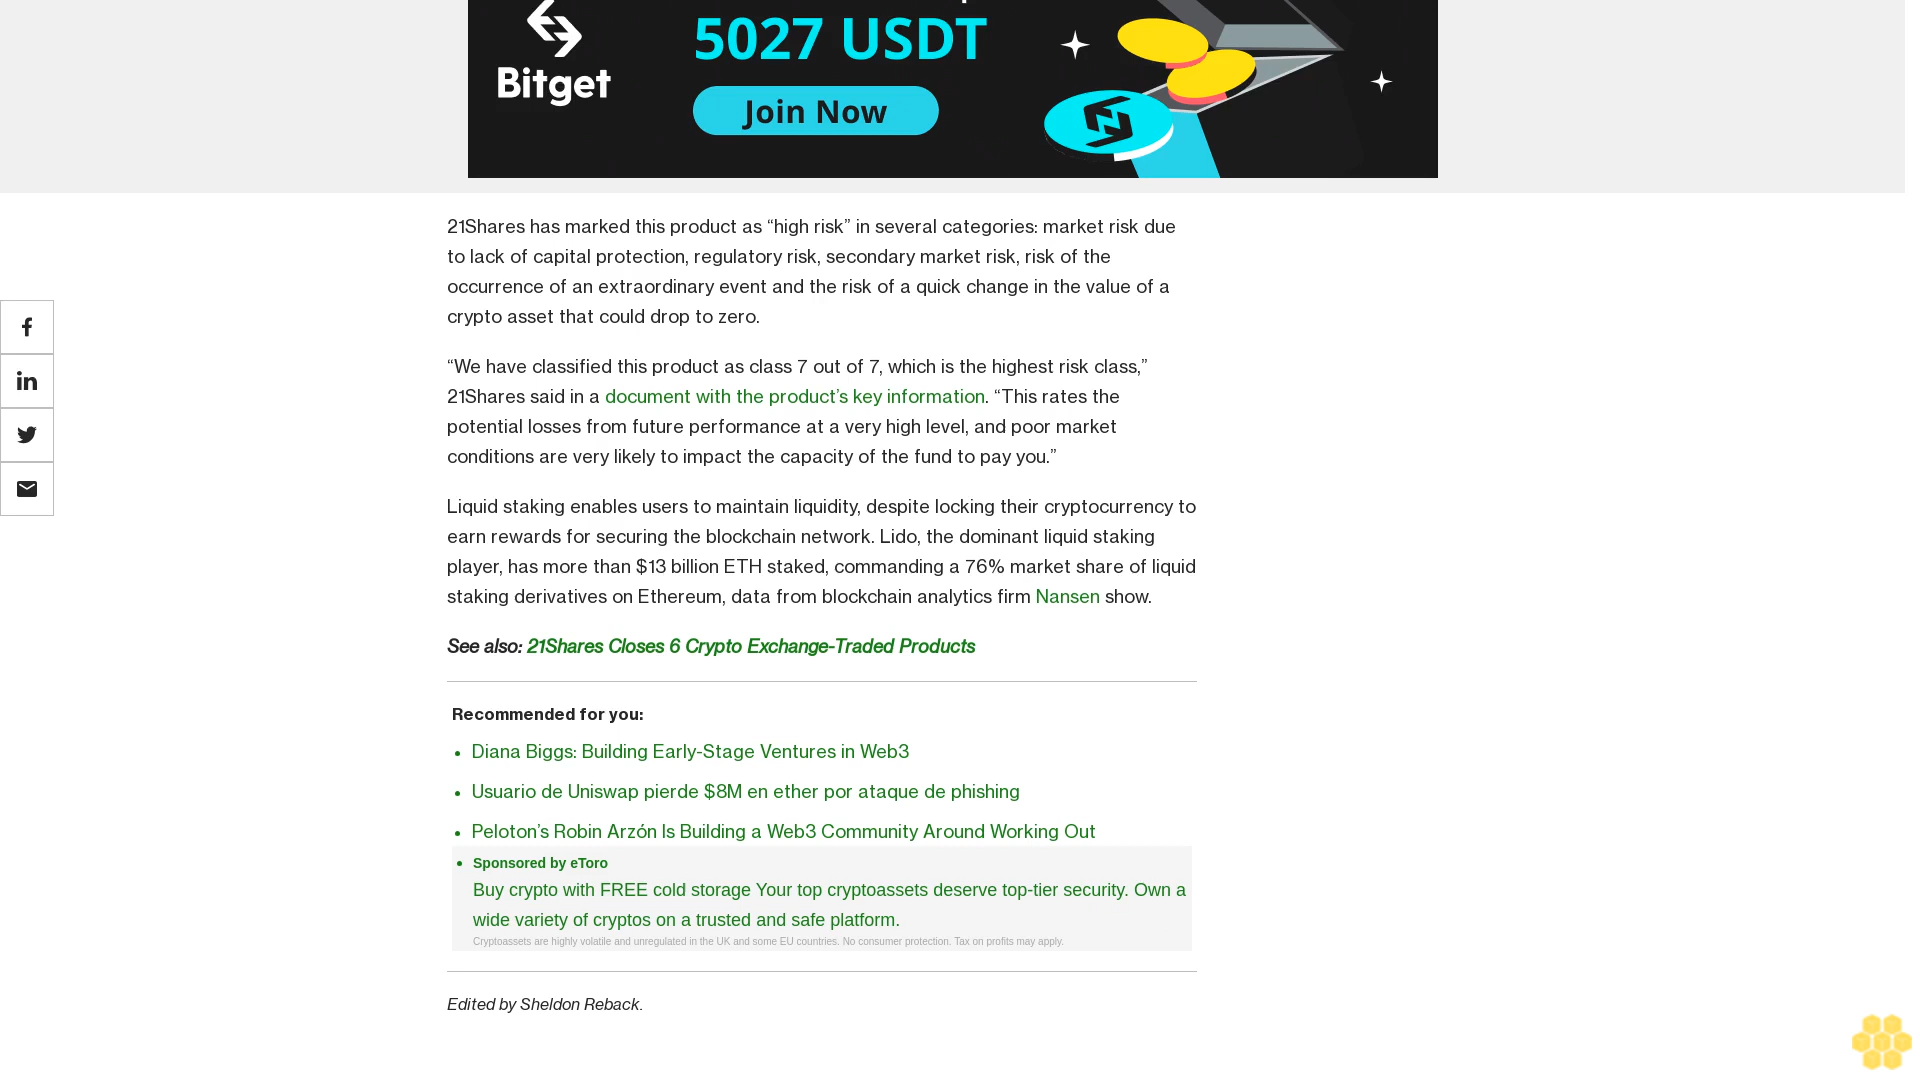 5027 USDT
Bitget
Join Now
21Shares has marked this product as “high risk” in several categories: market risk due
to lack of capital protection, regulatory risk, secondary market risk, risk of the
occurrence of an extraordinary event and the risk of a quick change in the value of a
crypto asset that could drop to zero.
“We have classified this product as class 7 out of 7, which is the highest risk class,”
21Shares said in a document with the product’s key information. “This rates the
potential losses from future performance at a very high level, and poor market
conditions are very likely to impact the capacity of the fund to pay you.”
Liquid staking enables users to maintain liquidity, despite locking their cryptocurrency to
earn rewards for securing the blockchain network. Lido, the dominant liquid staking
player, has more than $13 billion ETH staked, commanding a 76% market share of liquid
staking derivatives on Ethereum, data from blockchain analytics firm Nansen show.
See also: 21Shares Closes 6 Crypto Exchange-Traded Products
Recommended for you:
• Diana Biggs: Building Early-Stage Ventures in Web3
• Usuario de Uniswap pierde $8M en ether por ataque de phishing
• Peloton’s Robin Arzón Is Building a Web3 Community Around Working Out
• Sponsored by eToro
Buy crypto with FREE cold storage Your top cryptoassets deserve top-tier security. Own a
wide variety of cryptos on a trusted and safe platform.
Cryptoassets are highly volatile and unregulated in the UK and some EU countries. No consumer protection. Tax on profits may apply.
Edited by Sheldon Reback.